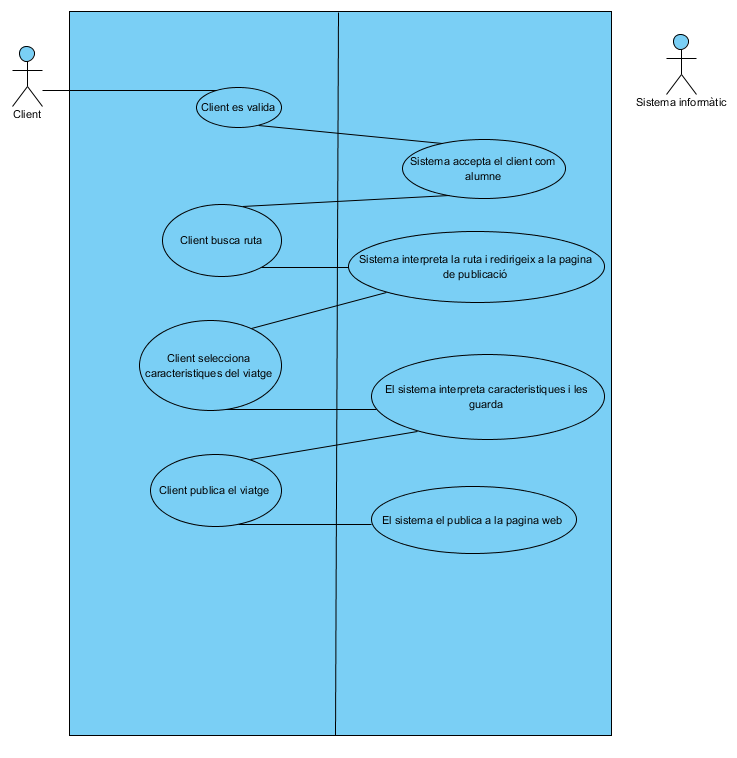 Client
Sistema informàtic
Client es valida
Sistema accepta el client com
alumne
Client busca ruta
Sistema interpreta la ruta i redirigeix a la pagina
de publicació
Client selecciona
caracteristiques del viatge
El sistema interpreta caracteristiques i les
guarda
Client publica el viatge
El sistema el publica a la pagina web